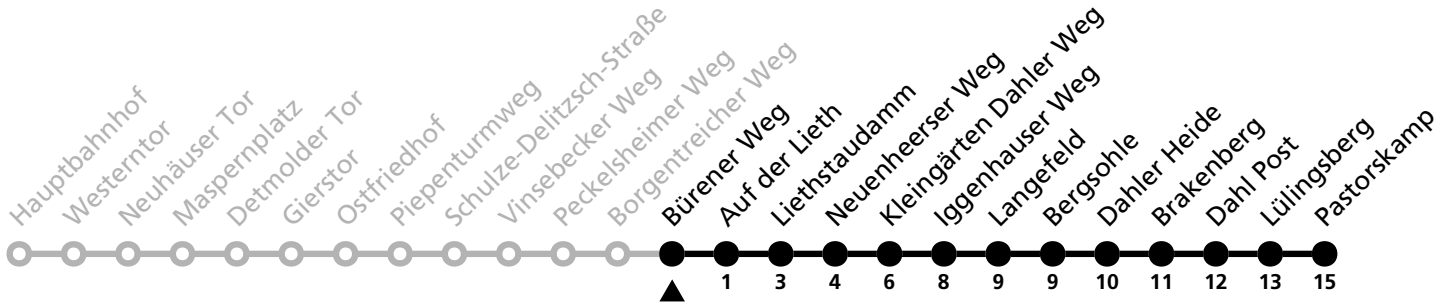 Hauptbahnhof
Westerntor
Neuhäuser Tor
Maspernplatz
Detmolder Tor
Gierstor
Ostfriedhof
Piepenturmweg
Schulze-Delitzsch-Straße
Vinsebecker Weg
Peckelsheimer Weg
Borgentreicher Weg
Bürener Weg
Auf der Lieth
Liethstaudamm
Neuenheerser Weg
Kleingärten Dahler Weg
Iggenhauser Weg
Langefeld
Bergsohle
Dahler Heide
Brakenberg
Dahl Post
Lülingsberg
Pastorskamp
1 3 4 6 8 9 9 10 11 12 13 15